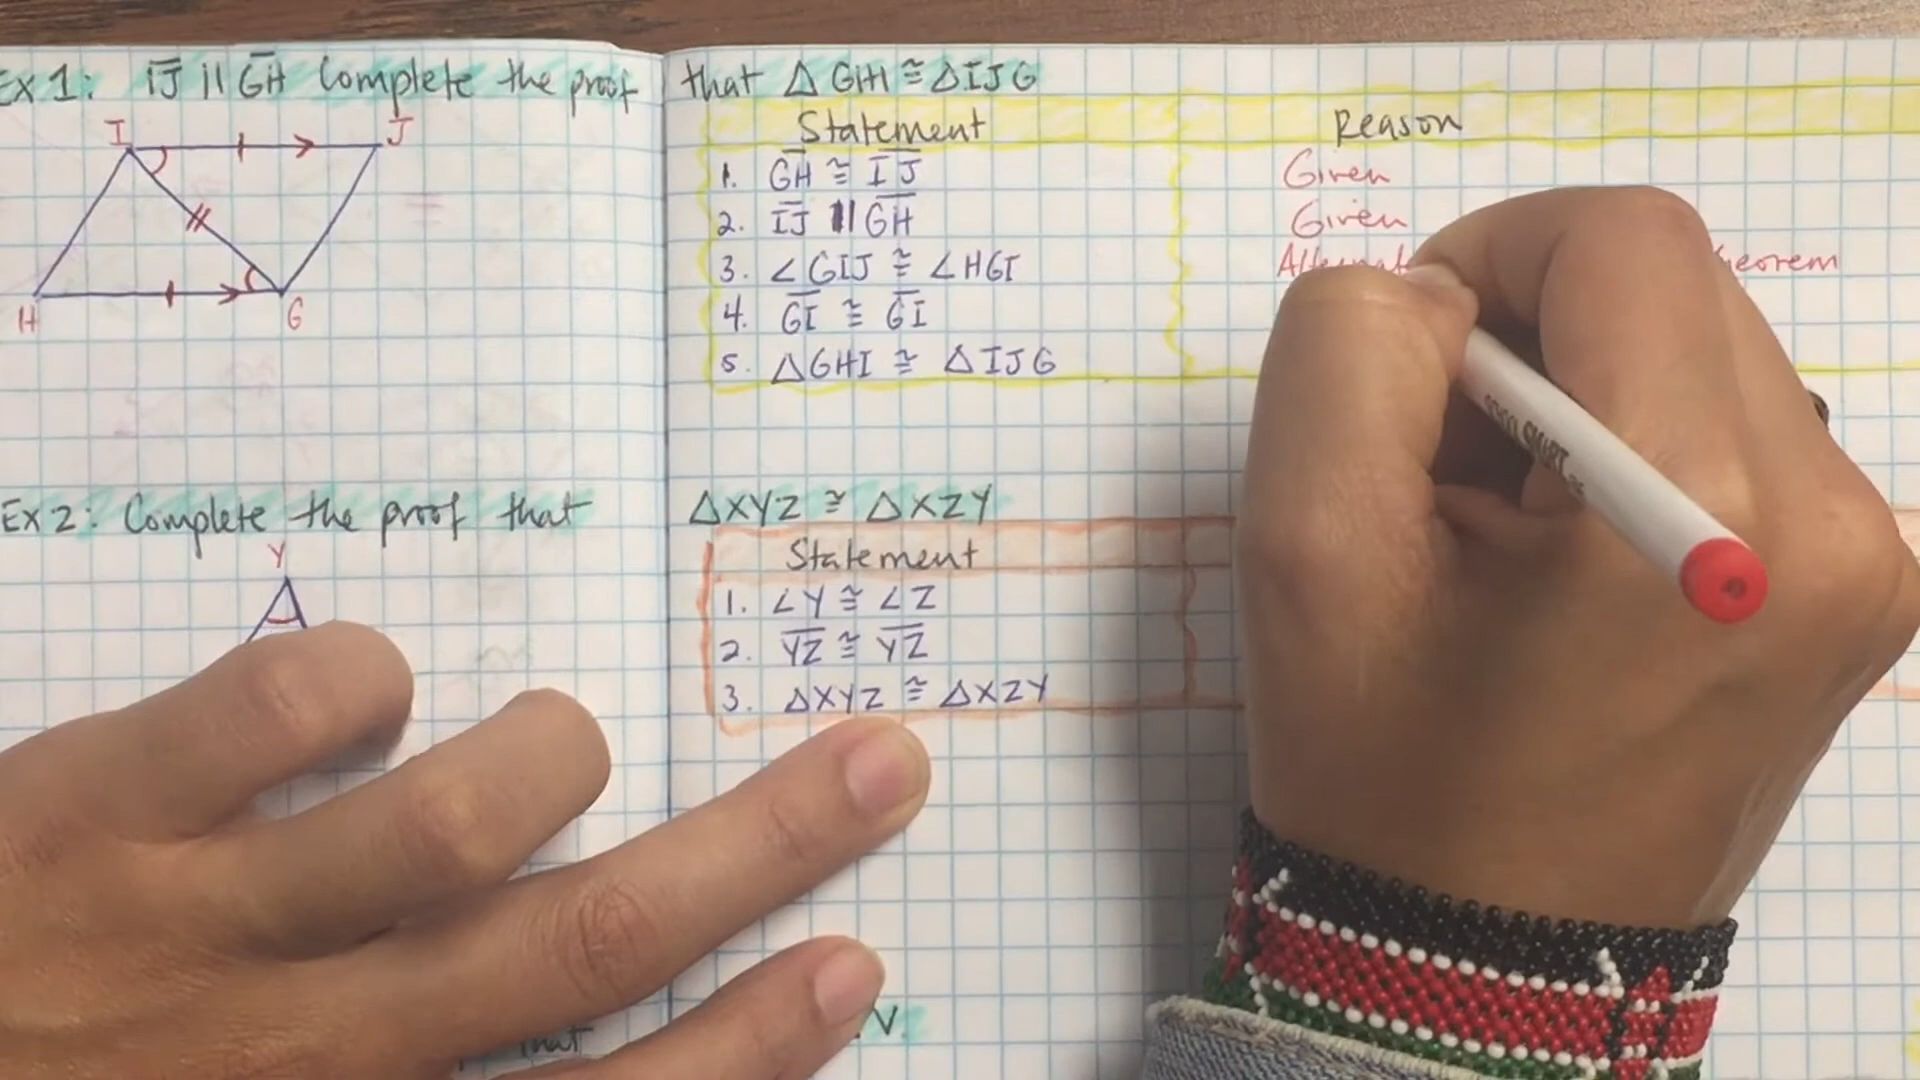 Ex 1: IJ || GH Complete the proof that △GHI ≅ △IJG
I
J
H
G
Statement
Reason
1. GH ≅ IJ
Given
2. IJ || GH
Given
3. ∠GIJ ≅ ∠HGI
4. GI ≅ GI
5. △GHI ≅ △IJG
Ex 2: Complete the proof that △XYZ ≅ △XZY
Y
Statement
1. ∠Y ≅ ∠Z
2. YZ ≅ YZ
3. △XYZ ≅ △XZY
that
V.
SMART